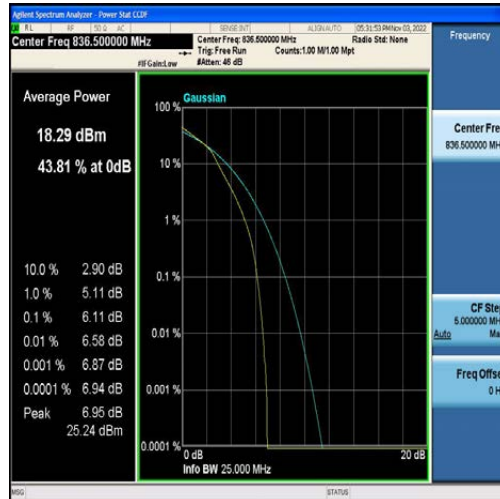 Agilent Spectrum Analyzer - Power Stat CCDF
RL RF 50 Ω AC SENSE:INT ALIGN AUTO 05:31:53 PM Nov 03, 2022
Center Freq 836.500000 MHz
Center Freq: 836.500000 MHz Radio Std: None
Trig: Free Run Counts:1.00 M/1.00 Mpt
#IFGain:Low #Atten: 46 dB
Frequency
Average Power
18.29 dBm
43.81 % at 0dB
10.0 % 2.90 dB
1.0 % 5.11 dB
0.1 % 6.11 dB
0.01 % 6.58 dB
0.001 % 6.87 dB
0.0001 % 6.94 dB
Peak 6.95 dB
25.24 dBm
Gaussian
100 %
10 %
1 %
0.1 %
0.01 %
0.001 %
0.0001 %
0 dB 20 dB
Info BW 25.000 MHz
Center Fre
836.500000 MH
CF Ste
5.000000 MH
Auto Ma
Freq Offse
0 H
MSG STATUS